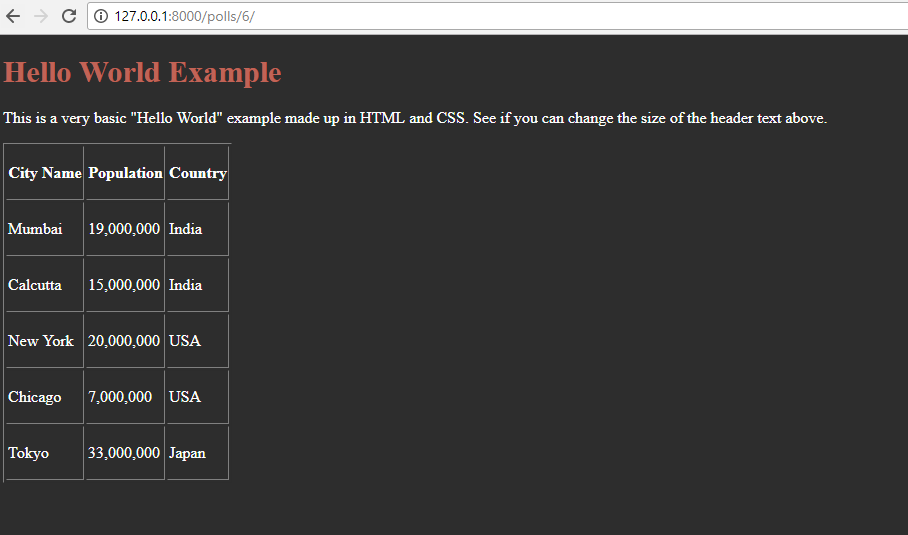 127.0.0.1:8000/polls/6/
Hello World Example
This is a very basic "Hello World" example made up in HTML and CSS. See if you can change the size of the header text above.
City Name Population Country
Mumbai 19,000,000 India
Calcutta 15,000,000 India
New York 20,000,000 USA
Chicago 7,000,000 USA
Tokyo 33,000,000 Japan